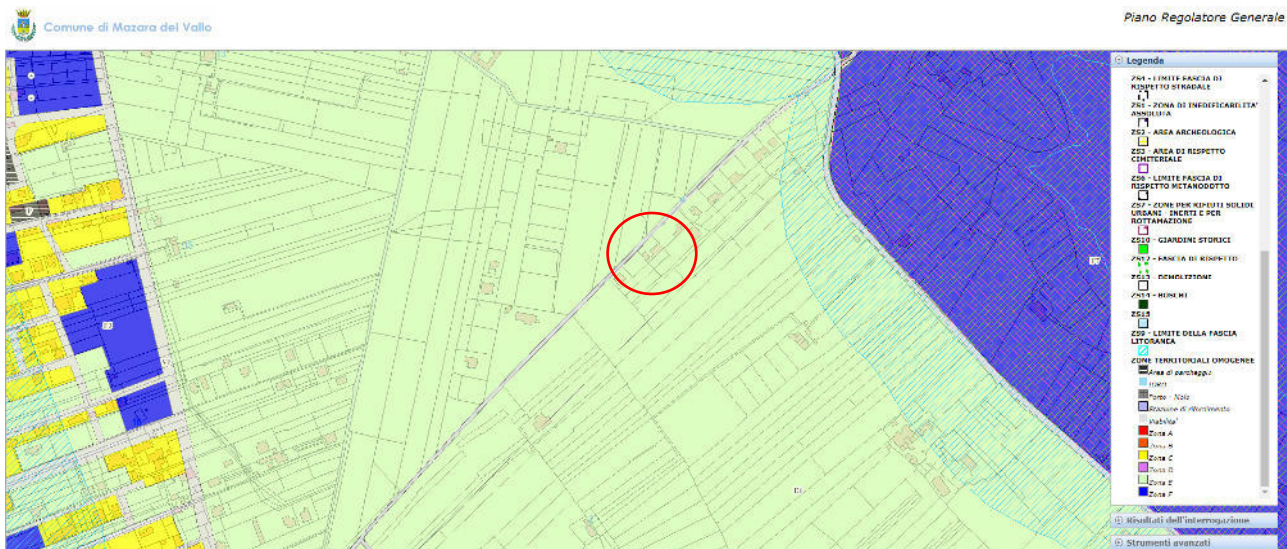 Comune di Mazara del Vallo
Piano Regolatore Generale
Legenda
ZS4 - LIMITE FASCIA DI
RISPETTO STRADALE
ZS1 - ZONA DI INEDIFICABILITA'
ASSOLUTA
ZS2 - AREA ARCHEOLOGICA
ZS3 - AREA DI RISPETTO
CIMITERIALE
ZS6 - LIMITE FASCIA DI
RISPETTO METANODOTTO
ZS7 - ZONE PER RIFIUTI SOLIDI
URBANI - INERTI E PER
ROTTAMAZIONE
ZS10 - GIARDINI STORICI
ZS12 - FASCIA DI RISPETTO
ZS13 - DEMOLIZIONE
ZS14 - BOSCHI
ZS15
ZS9 - LIMITE DELLA FASCIA
LITORANEA
ZONE TERRITORIALI OMOGENEE
Area di parcheggio
Porto - Molo
Stazione di rifornimento
Viabilita'
Zona A
Zona B
Zona C
Zona D
Zona E
Zona F
Risultati dell'interrogazione
Strumenti avanzati